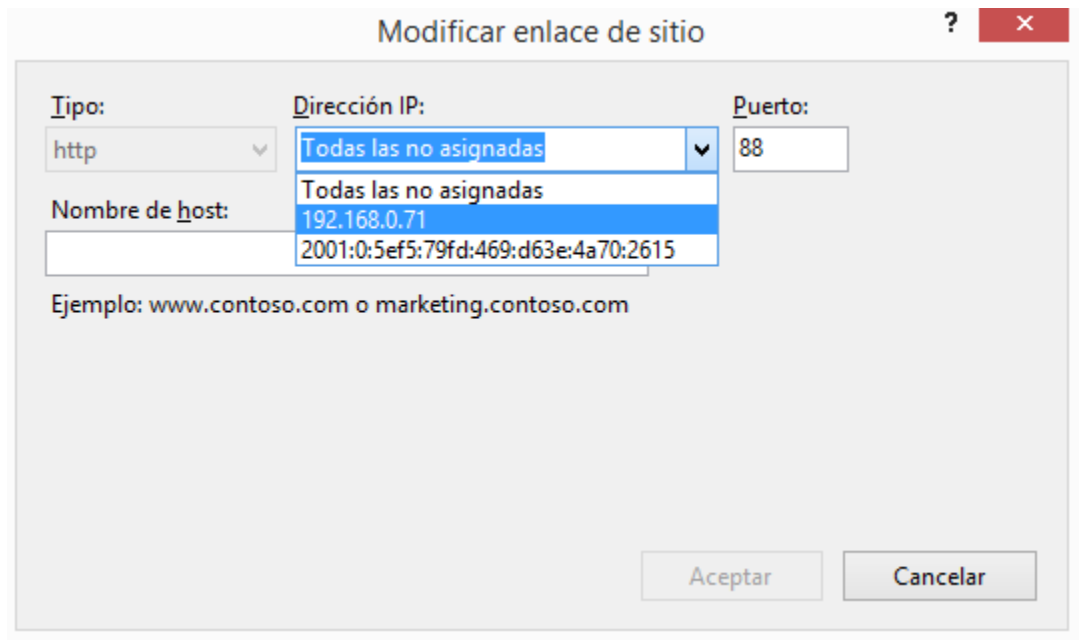 Modificar enlace de sitio
?
Tipo:
Dirección IP:
Puerto:
http
Todas las no asignadas
88
Todas las no asignadas
Nombre de host:
192.168.0.71
2001:0:5ef5:79fd:469:d63e:4a70:2615
Ejemplo: www.contoso.com o marketing.contoso.com
Aceptar
Cancelar